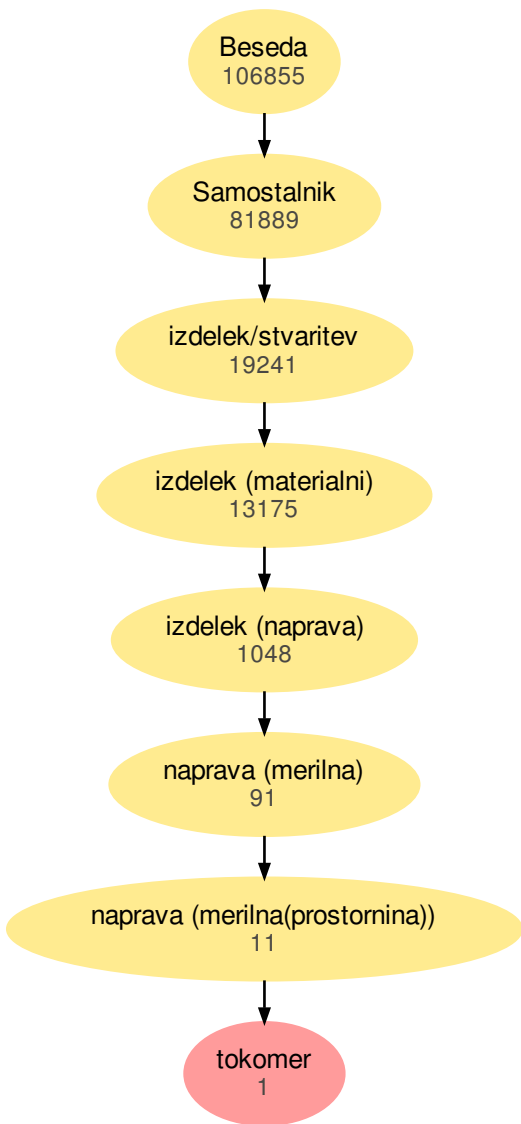 Beseda
106855
Samostalnik
81889
izdelek/stvaritev
19241
izdelek (materialni)
13175
izdelek (naprava)
1048
naprava (merilna)
91
naprava (merilna(prostornina))
11
tokomer
1